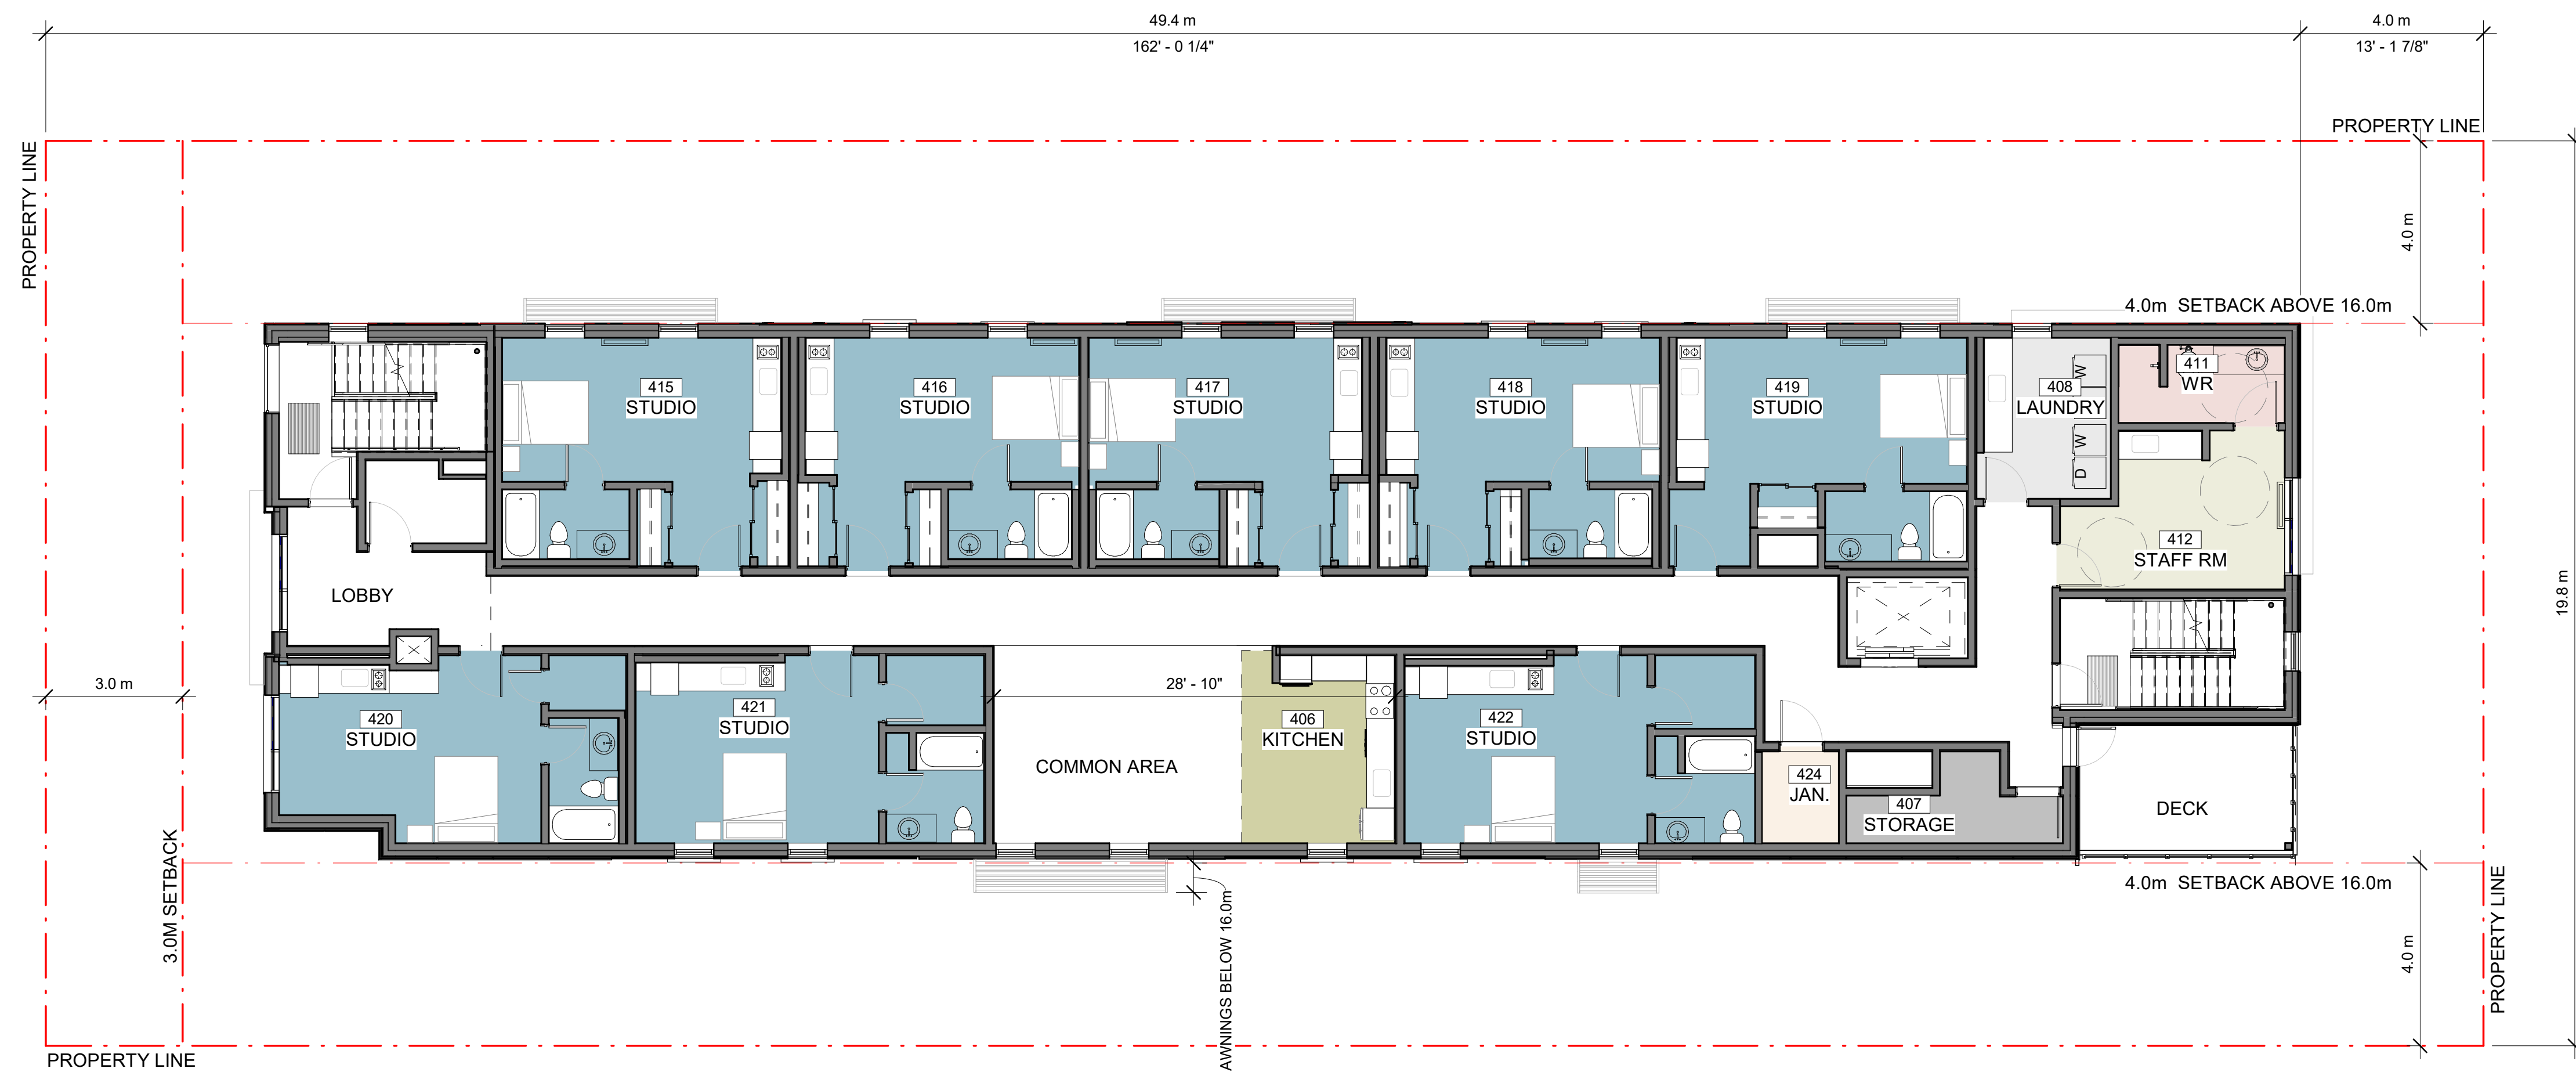 49.4 m
162' - 0 1/4"
4.0 m
13' - 1 7/8"
PROPERTY LINE
PROPERTY LINE
4.0 m
4.0m SETBACK ABOVE 16.0m
415
STUDIO
416
STUDIO
417
STUDIO
418
STUDIO
419
STUDIO
408
LAUNDRY
W
W
D
411
WR
412
STAFF RM
LOBBY
19.8 m
3.0 m
28' - 10"
420
STUDIO
421
STUDIO
COMMON AREA
406
KITCHEN
422
STUDIO
424
JAN.
407
STORAGE
DECK
3.0M SETBACK
AWNINGS BELOW 16.0m
4.0m SETBACK ABOVE 16.0m
4.0 m
PROPERTY LINE
PROPERTY LINE